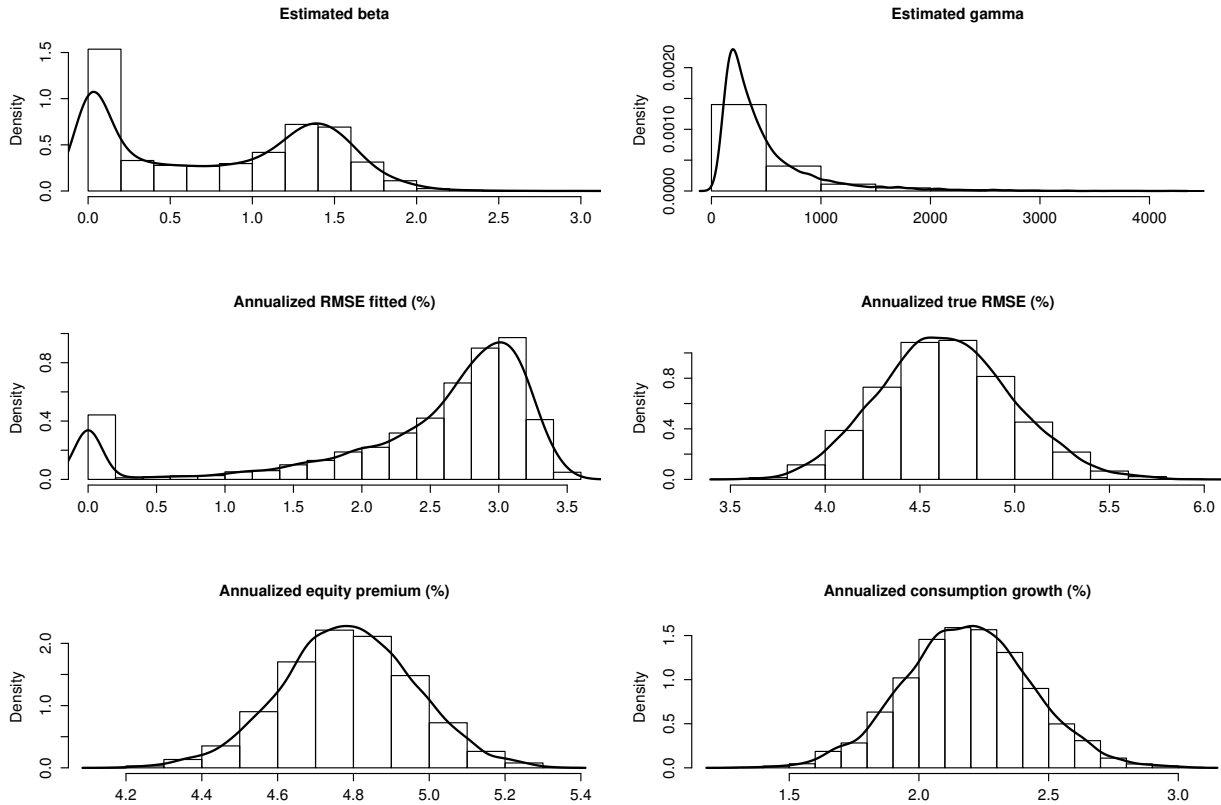 Estimated beta
Density
0.0 0.5 1.0 1.5
0.0 0.5 1.0 1.5 2.0 2.5 3.0
Estimated gamma
Density
0.0000 0.0010 0.0020
0 1000 2000 3000 4000
Annualized RMSE fitted (%)
Density
0.0 0.4 0.8
0.0 0.5 1.0 1.5 2.0 2.5 3.0 3.5
Annualized true RMSE (%)
Density
0.0 0.4 0.8
3.5 4.0 4.5 5.0 5.5 6.0
Annualized equity premium (%)
Density
0.0 1.0 2.0
4.2 4.4 4.6 4.8 5.0 5.2 5.4
Annualized consumption growth (%)
Density
0.0 0.5 1.0 1.5
1.5 2.0 2.5 3.0